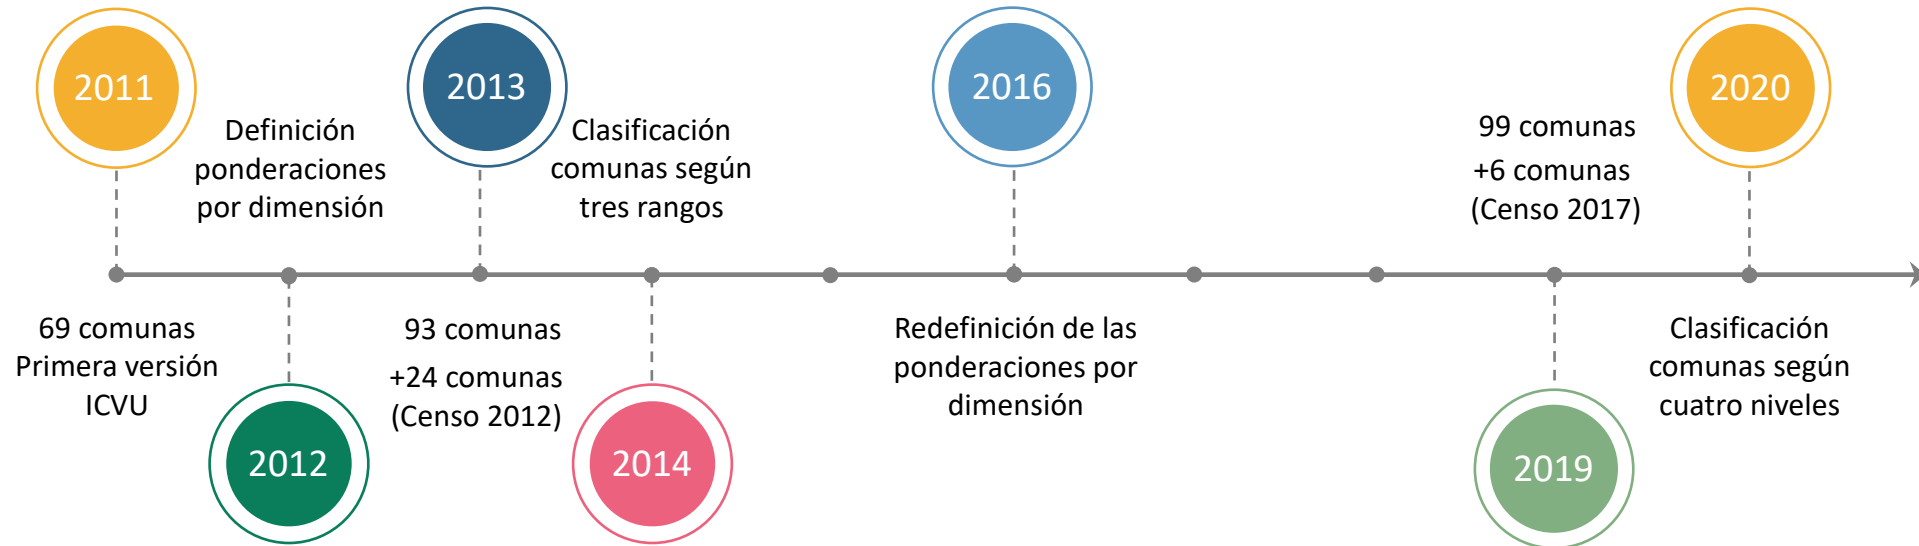 2011
69 comunas
Primera versión
ICVU
Definición
ponderaciones
por dimensión
2012
2013
93 comunas
+24 comunas
(Censo 2012)
Clasificación
comunas según
tres rangos
2014
2016
Redefinición de las
ponderaciones por
dimensión
99 comunas
+6 comunas
(Censo 2017)
2019
2020
Clasificación
comunas según
cuatro niveles